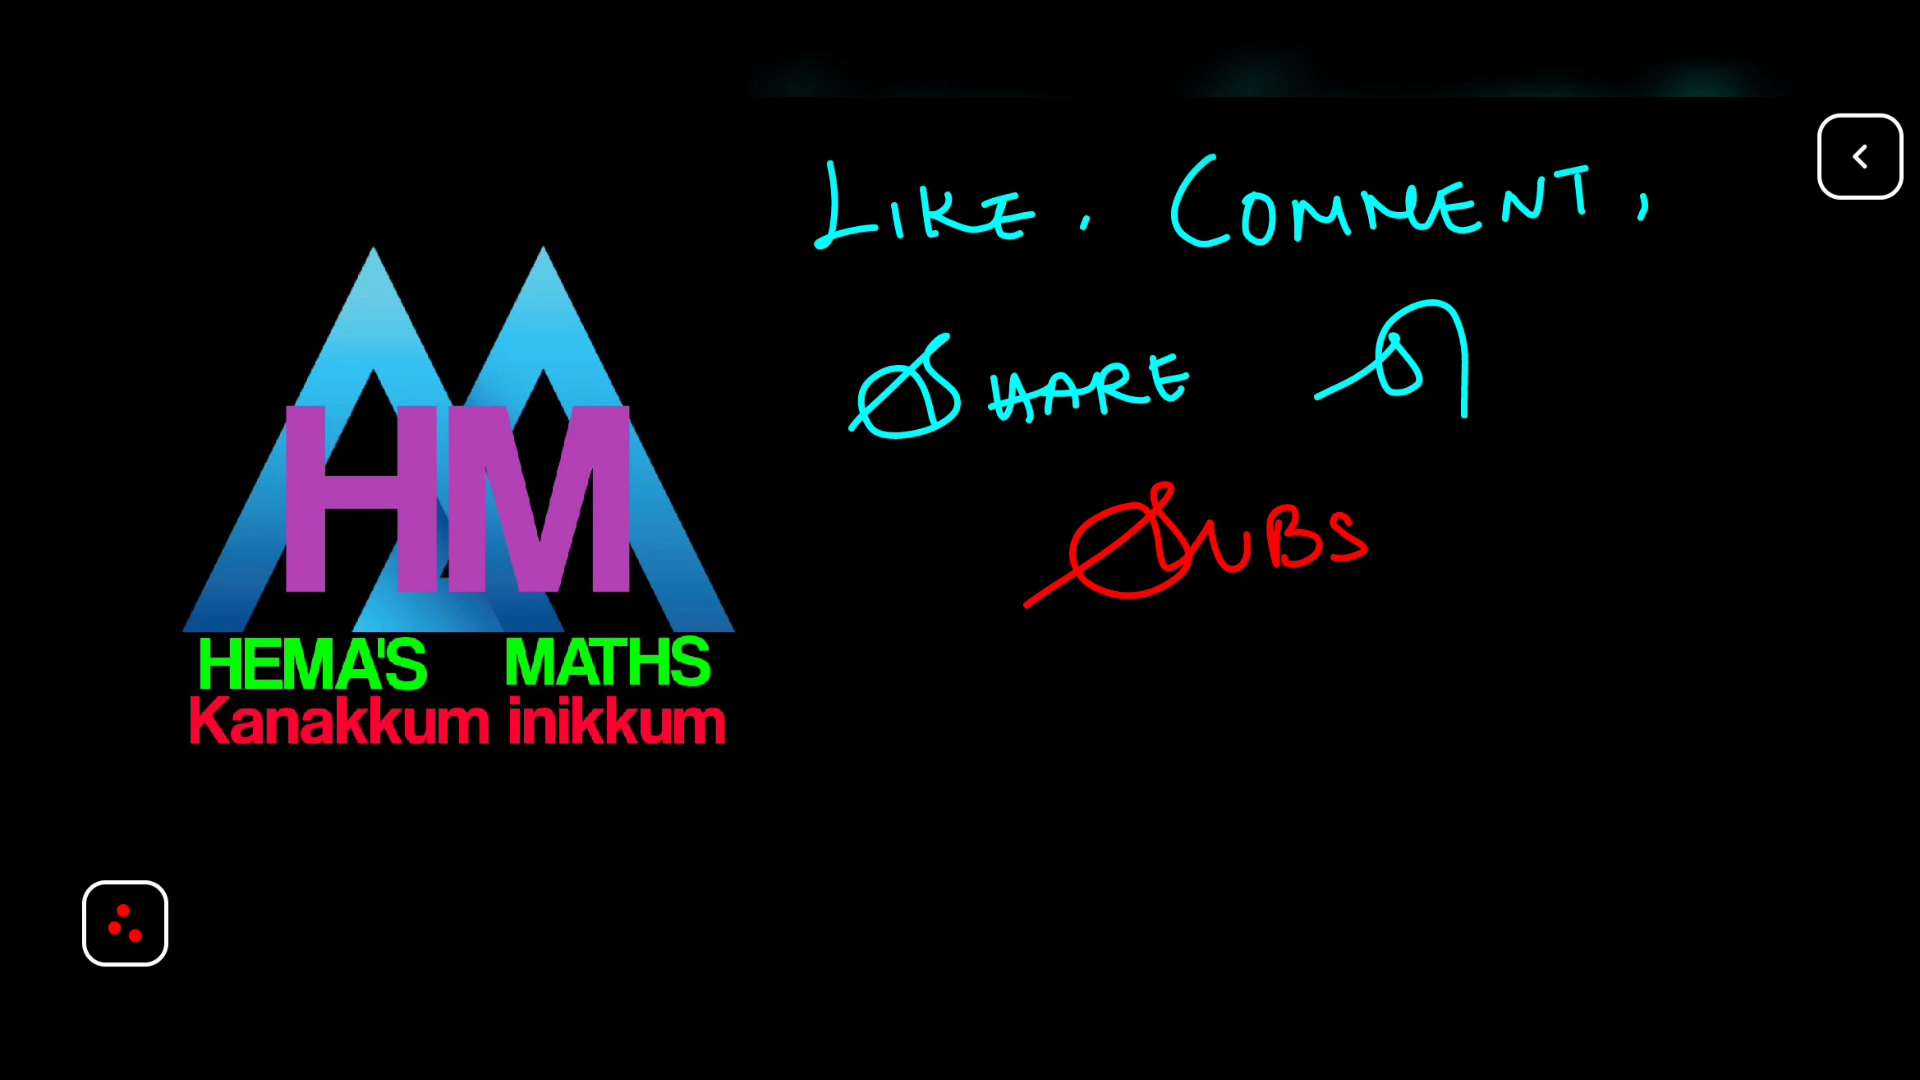 LIKE, COMMENT,
SHARE
SUBS
HM
HEMA'S MATHS
Kanakkum inikkum